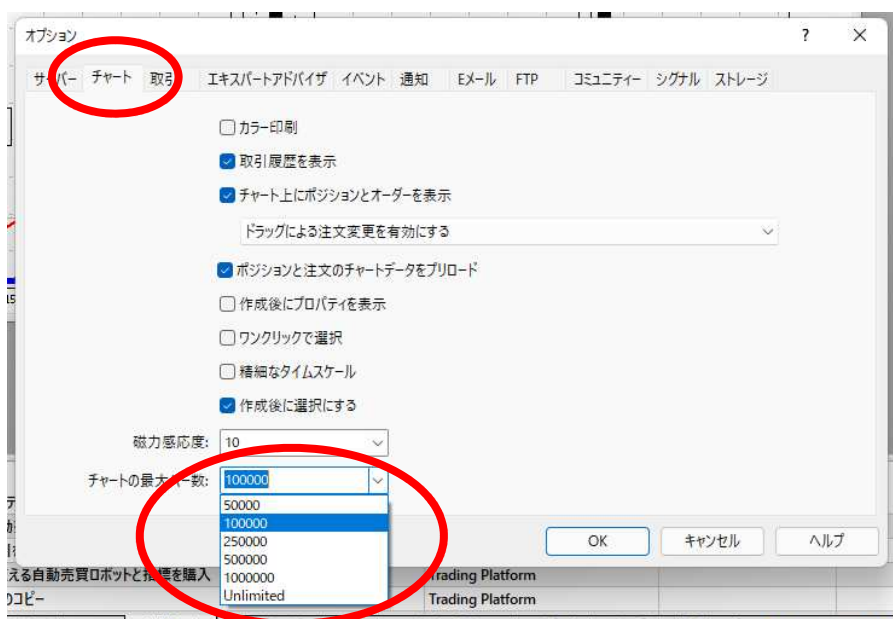 オプション
?
サーバー チャート 取引 エキスパートアドバイザ イベント 通知 Eメール FTP コミュニティー シグナル ストレージ
カラー印刷
取引履歴を表示
チャート上にポジションとオーダーを表示
ドラッグによる注文変更を有効にする
ポジションと注文のチャートデータをプリロード
作成後にプロパティを表示
ワンクリックで選択
精細なタイムスケール
作成後に選択にする
磁力感応度: 10
チャートの最大バー数: 100000
50000
100000
250000
500000
1000000
Unlimited
OK キャンセル ヘルプ
える自動売買ロボットと指標を購入 Trading Platform
のコピー Trading Platform